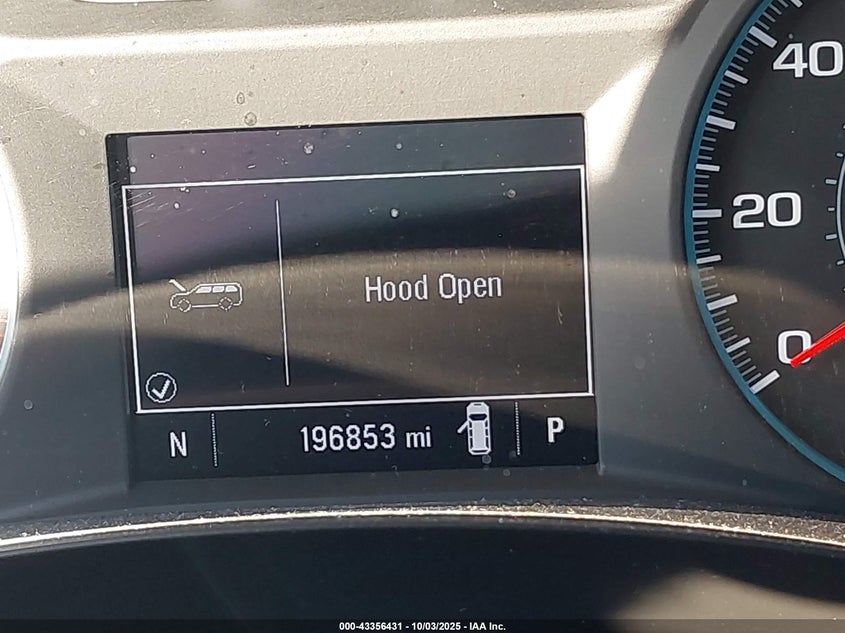 40
20
0
Hood Open
N 196853 mi P
000-43356431 - 10/03/2025 - IAA Inc.